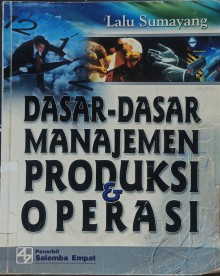 Lalu Sumayang
DASAR-DASAR
MANAJEMEN
PRODUKSI
&
OPERASI
Penerbit
Salemba Empat